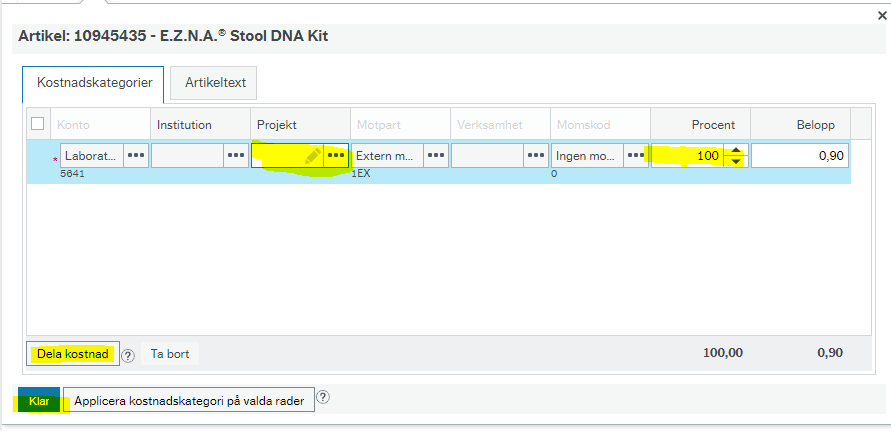 Artikel: 10945435 - E.Z.N.A.® Stool DNA Kit
Kostnadskategorier Artikeltext
Konto Institution Projekt Motpart Verksamhet Momskod Procent Belopp
* Laborat... ••• ••• ••• Extern m... ••• ••• Ingen mo... ••• 100 0,90
5641 1EX 0
Dela kostnad ? Ta bort 100,00 0,90
Klar Applicera kostnadskategori på valda rader ?